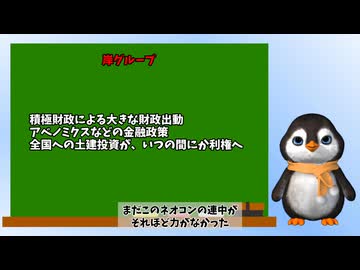 岸グループ
積極財政による大きな財政出動
アベノミクスなどの金融政策
全国への土建投資が、いつの間にか利権へ
まだこのネオコンの連中が
それほど力がなかった